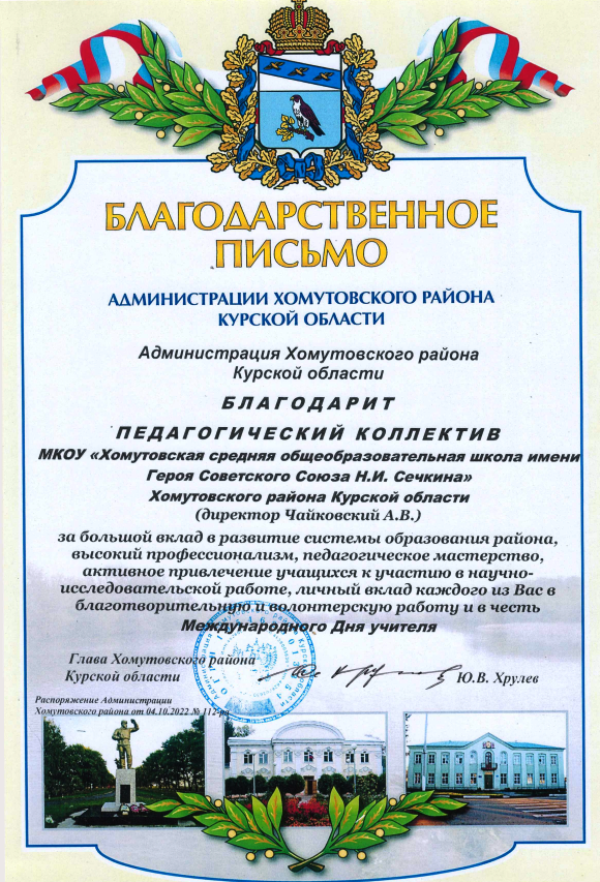 БЛАГОДАРСТВЕННОЕ
ПИСЬМО
АДМИНИСТРАЦИИ ХОМУТОВСКОГО РАЙОНА
КУРСКОЙ ОБЛАСТИ
Администрация Хомутовского района
Курской области
БЛАГОДАРИТ
ПЕДАГОГИЧЕСКИЙ КОЛЛЕКТИВ
МКОУ «Хомутовская средняя общеобразовательная школа имени
Героя Советского Союза Н.И. Сечкина»
Хомутовского района Курской области
(директор Чайковский А.В.)
за большой вклад в развитие системы образования района,
высокий профессионализм, педагогическое мастерство,
активное привлечение учащихся к участию в научно-
исследовательской работе, личный вклад каждого из Вас в
благотворительную и волонтерскую работу и в честь
Международного Дня учителя
Глава Хомутовского района
Курской области Ю.В. Хрулев
Распоряжение Администрации
Хомутовского района от 04.10.2022 № 112-